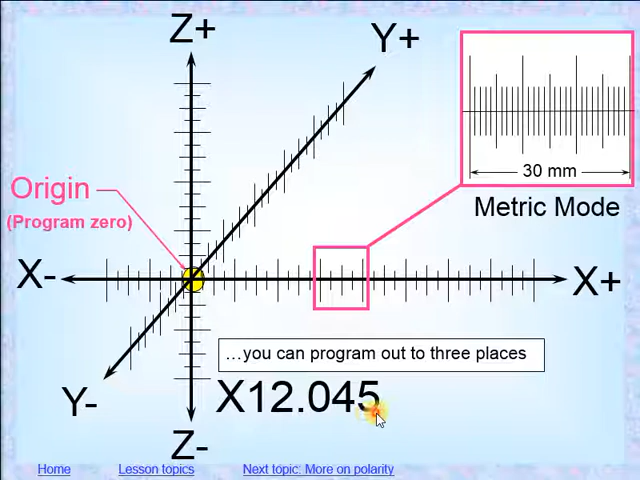 Z+
Y+
30 mm
Origin
(Program zero)
Metric Mode
X-
X+
…you can program out to three places
X12.045
Y-
Z-
Home
Lesson topics
Next topic: More on polarity